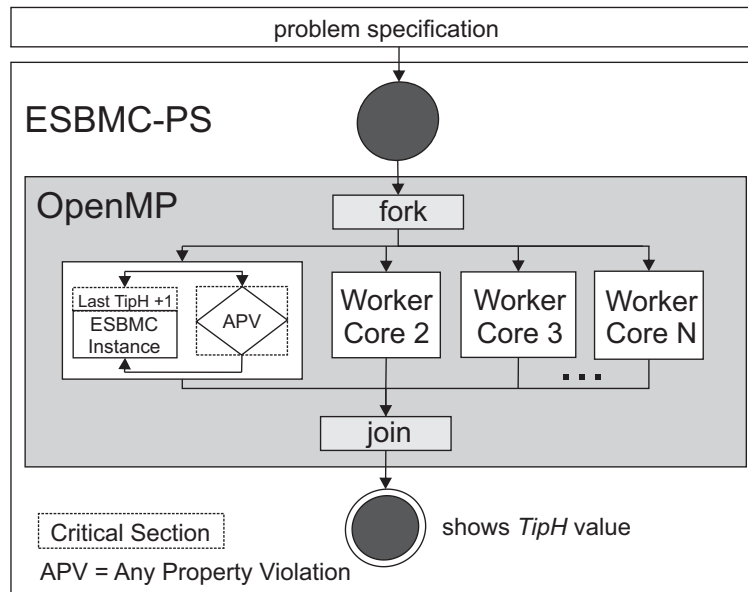 problem specification
ESBMC-PS
OpenMP
fork
Last TipH +1
ESBMC
Instance
APV
Worker
Core 2
Worker
Core 3
Worker
Core N
...
join
Critical Section
shows TipH value
APV = Any Property Violation